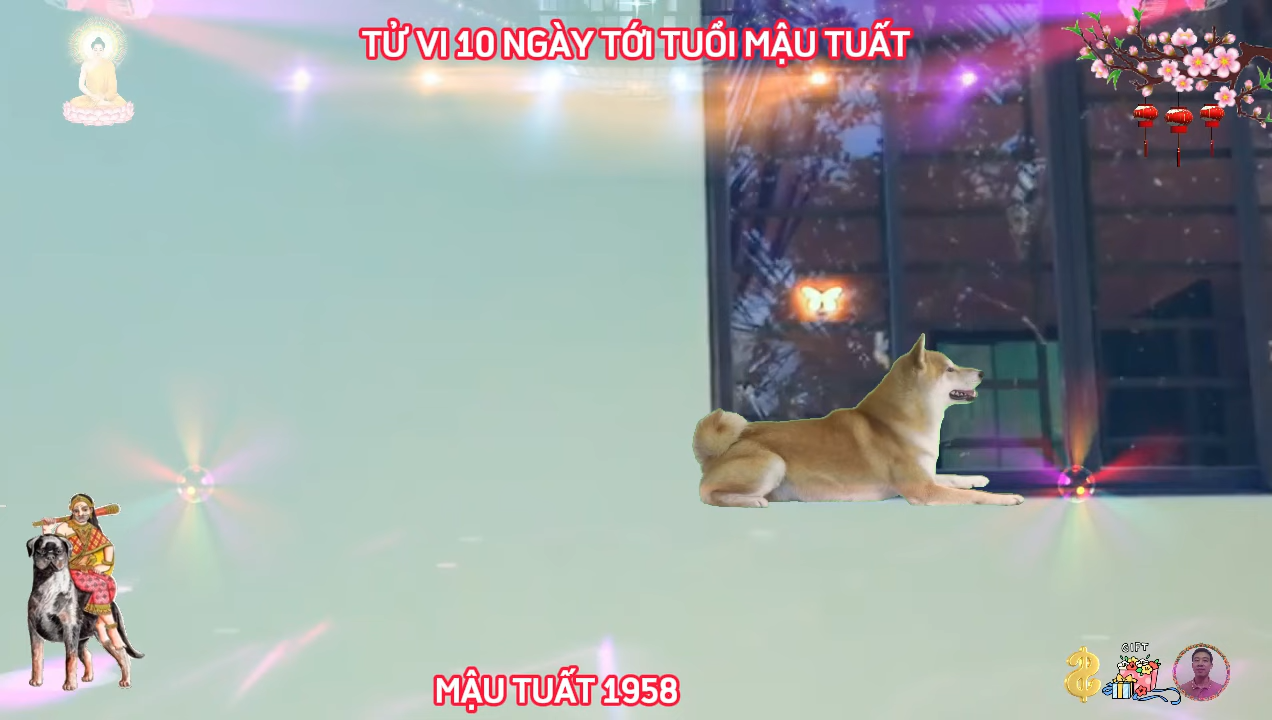 TỬ VI 10 NGÀY TỚI TUỔI MẬU TUẤT
GIFT
MẬU TUẤT 1958